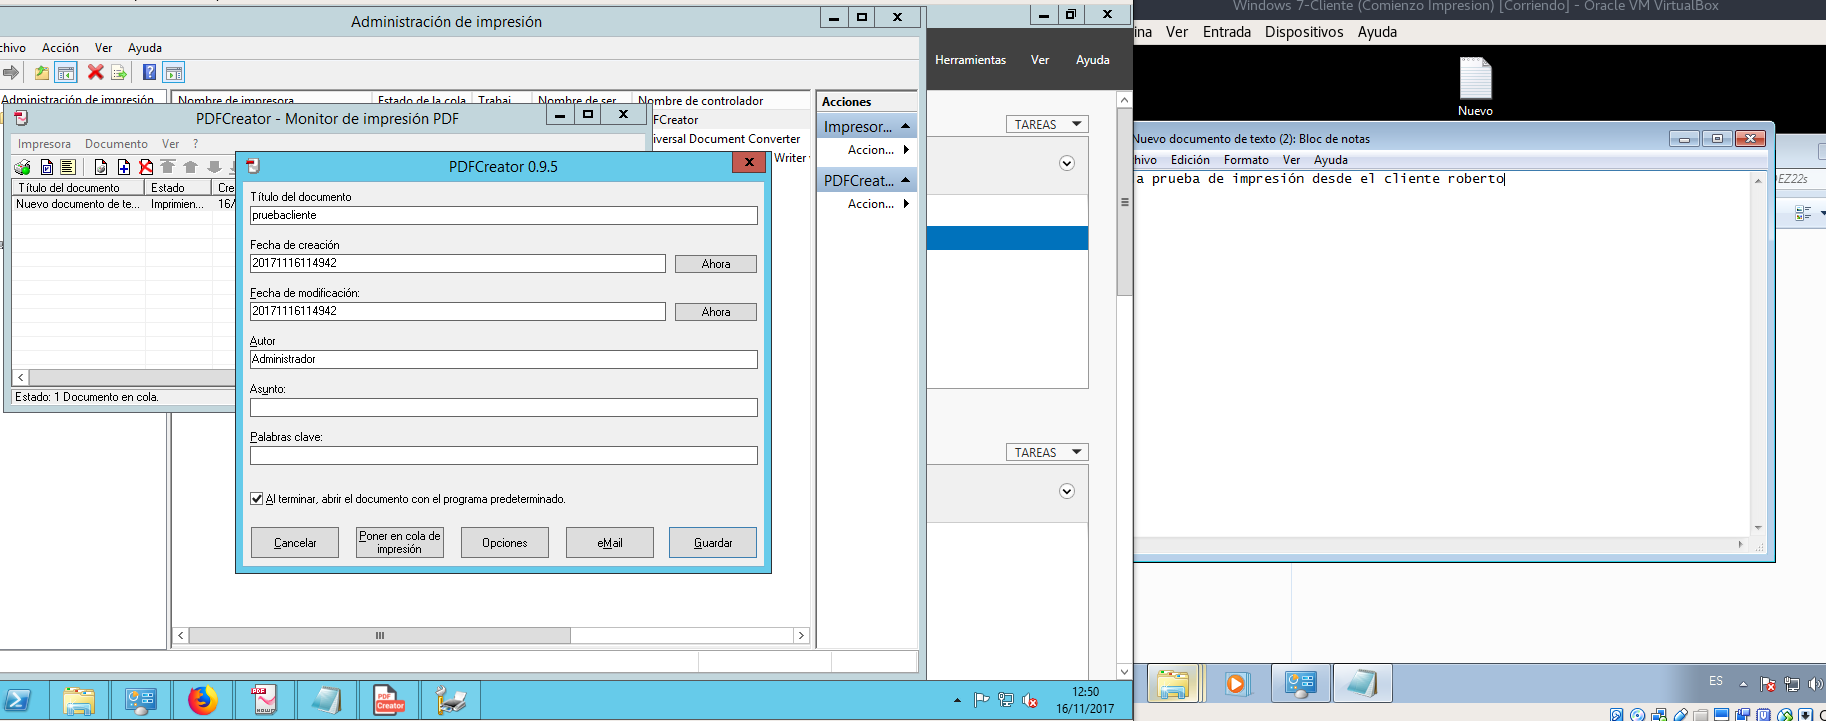 Administración de impresión
chivo Acción Ver Ayuda
Administración de impresión
Nombre de impresora Estado de la cola Trabai Nombre de ser Nombre de controlador
FCreator
iversal Document Converter
Writer
Acciones
Impresor...
Accion...
PDFCreat...
Accion...
PDFCreator - Monitor de impresión PDF
Impresora Documento Ver ?
Título del documento Estado Cre
Nuevo documento de te... Imprimien... 16/
Estado: 1 Documento en cola.
PDFCreator 0.9.5
Título del documento
pruebacliente
Fecha de creación
20171116114942
Ahora
Fecha de modificación:
20171116114942
Ahora
Autor
Administrador
Asunto:
Palabras clave:
Al terminar, abrir el documento con el programa predeterminado.
Cancelar
Poner en cola de
impresión
Opciones
eMail
Guardar
Herramientas Ver Ayuda
TAREAS
TAREAS
12:50
16/11/2017
Windows 7-Cliente (Comienzo Impresion) [Corriendo] - Oracle VM VirtualBox
ina Ver Entrada Dispositivos Ayuda
Nuevo
Nuevo documento de texto (2): Bloc de notas
hivo Edición Formato Ver Ayuda
a prueba de impresión desde el cliente roberto
EZ22s
ES